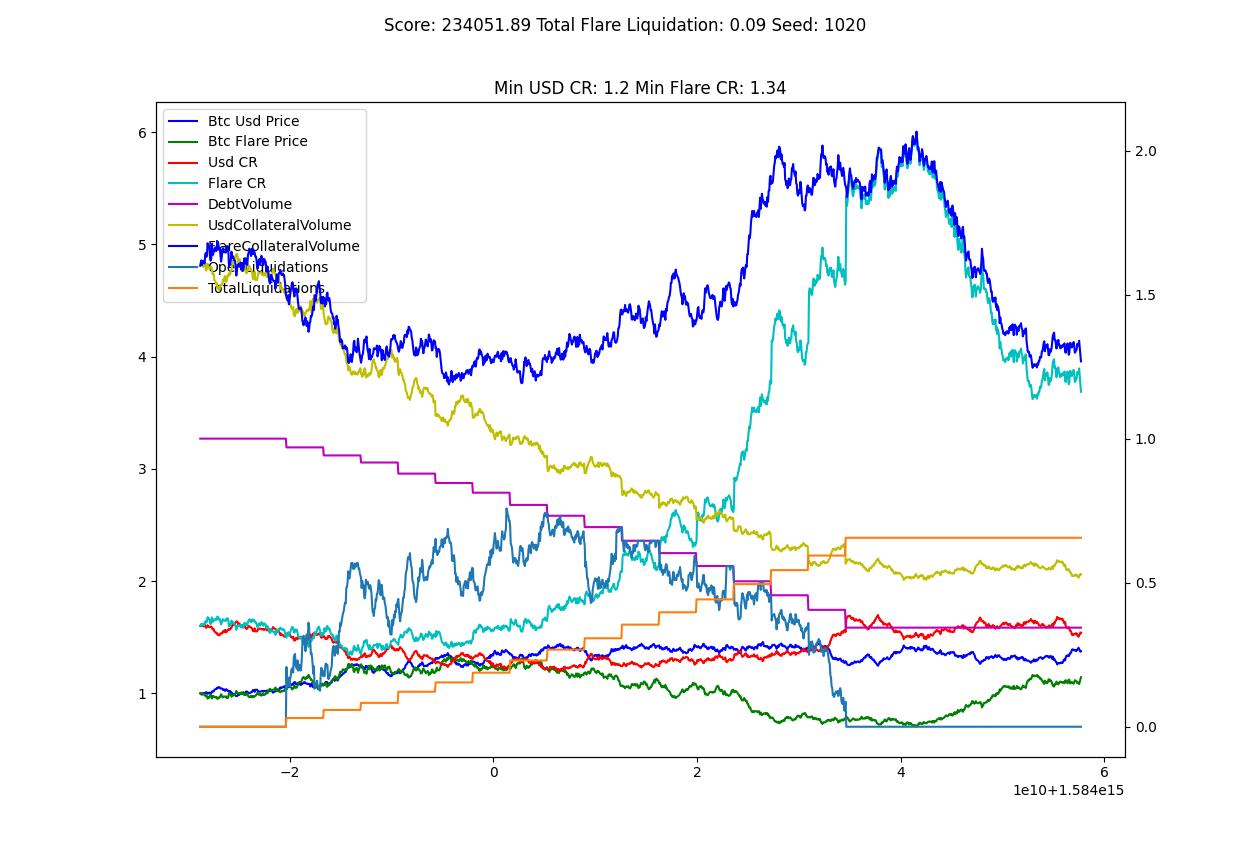 Score: 234051.89 Total Flare Liquidation: 0.09 Seed: 1020
Min USD CR: 1.2 Min Flare CR: 1.34
Btc Usd Price
Btc Flare Price
Usd CR
Flare CR
DebtVolume
UsdCollateralVolume
FlareCollateralVolume
OpenLiquidations
TotalLiquidations
6
5
4
3
2
1
2.0
1.5
1.0
0.5
0.0
−2
0
2
4
6
1e10+1.584e15